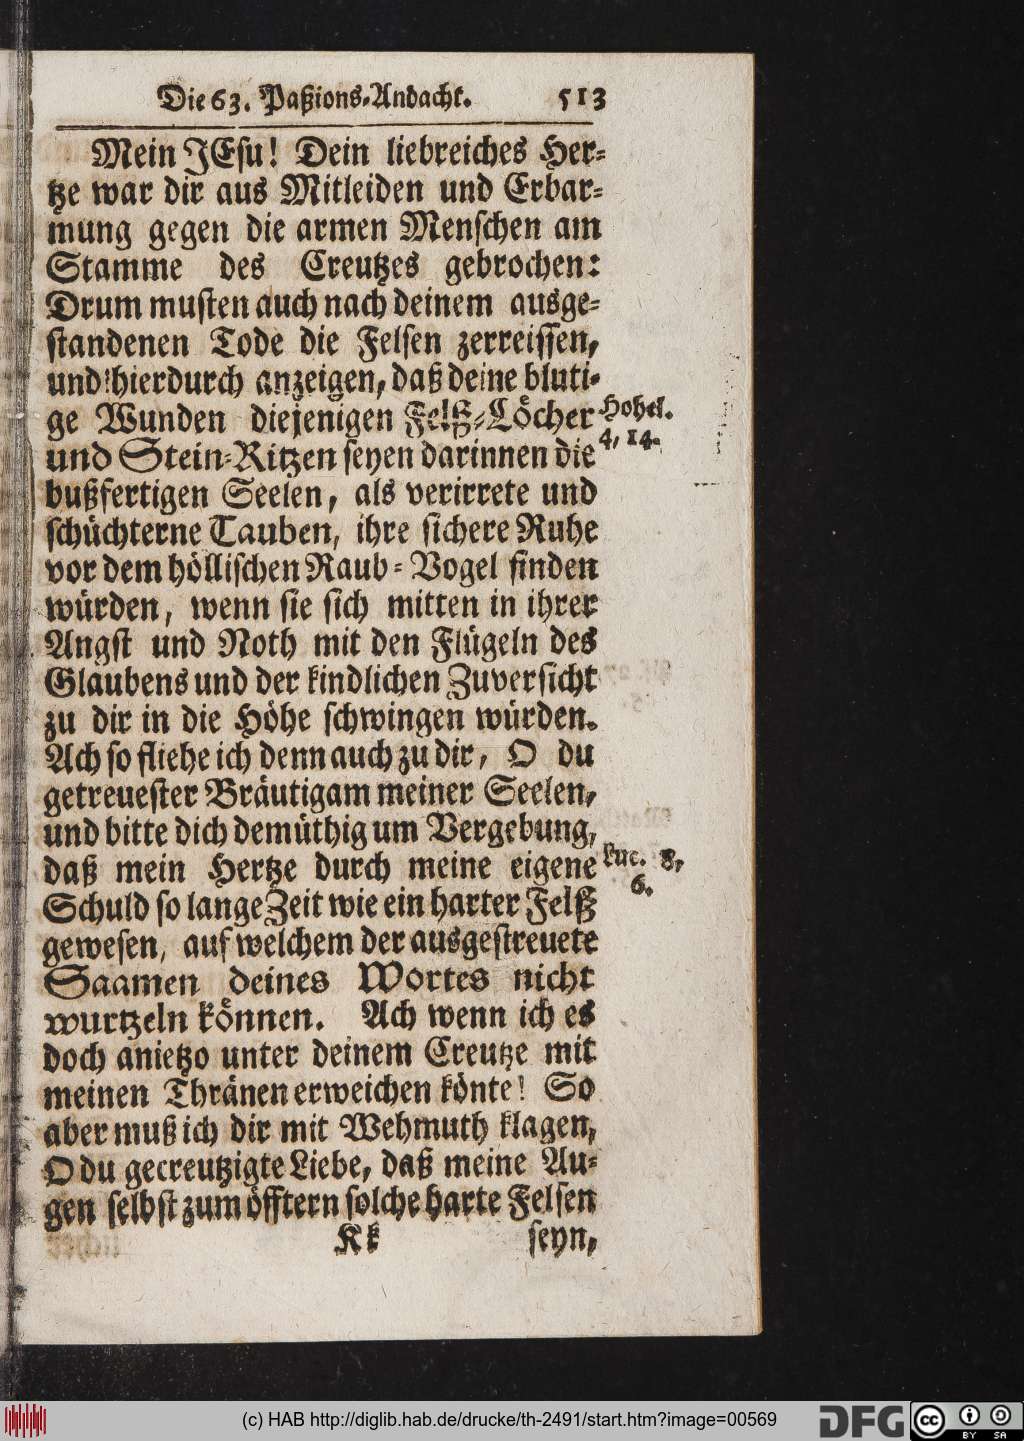 Die 63. Paßions-Andacht. 513
Mein JEsu! Dein liebreiches Her-
tze war dir aus Mitleiden und Erbar-
mung gegen die armen Menschen am
Stamme des Creutzes gebrochen:
Drum musten auch nach deinem ausge-
standenen Tode die Felsen zerreissen,
und hierdurch anzeigen, daß deine bluti-
ge Wunden diejenigen Felß-Löcher
Hohel.
4, 14.
und Stein-Ritzen seyen darinnen die
bußfertigen Seelen, als verirrete und
schüchterne Tauben, ihre sichere Ruhe
vor dem höllischen Raub-Vogel finden
würden, wenn sie sich mitten in ihrer
Angst und Noth mit den Flügeln des
Glaubens und der kindlichen Zuversicht
zu dir in die Höhe schwingen würden.
Ach so fliehe ich denn auch zu dir, O du
getreuester Bräutigam meiner Seelen,
und bitte dich demüthig um Vergebung,
daß mein Hertze durch meine eigene
Luc. 8,
6.
Schuld so lange Zeit wie ein harter Felß
gewesen, auf welchem der ausgestreuete
Saamen deines Wortes nicht
wurtzeln können. Ach wenn ich es
doch anietzo unter deinem Creutze mit
meinen Thränen erweichen könte! So
aber muß ich dir mit Wehmuth klagen,
O du gecreutzigte Liebe, daß meine Au-
gen selbst zum öfftern solche harte Felsen
Kk seyn,
(c) HAB http://diglib.hab.de/drucke/th-2491/start.htm?image=00569
DFG
cc BY SA